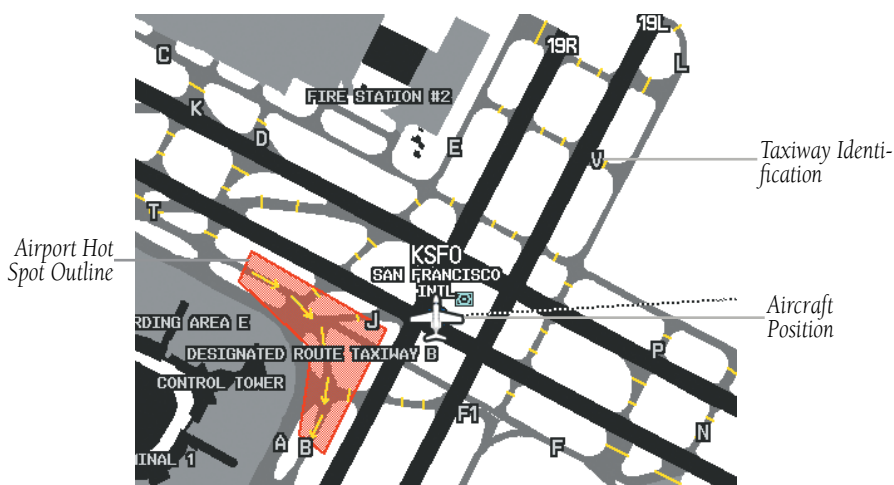 19L
19R
C
L
FIRE STATION #2
K
D
E
V
Taxiway Identi-
fication
T
Airport Hot
Spot Outline
KSFO
SAN FRANCISCO
INTL
Aircraft
Position
RDING AREA E
J
DESIGNATED ROUTE TAXIWAY B
P
CONTROL TOWER
F1
N
A
B
F
MINAL 1